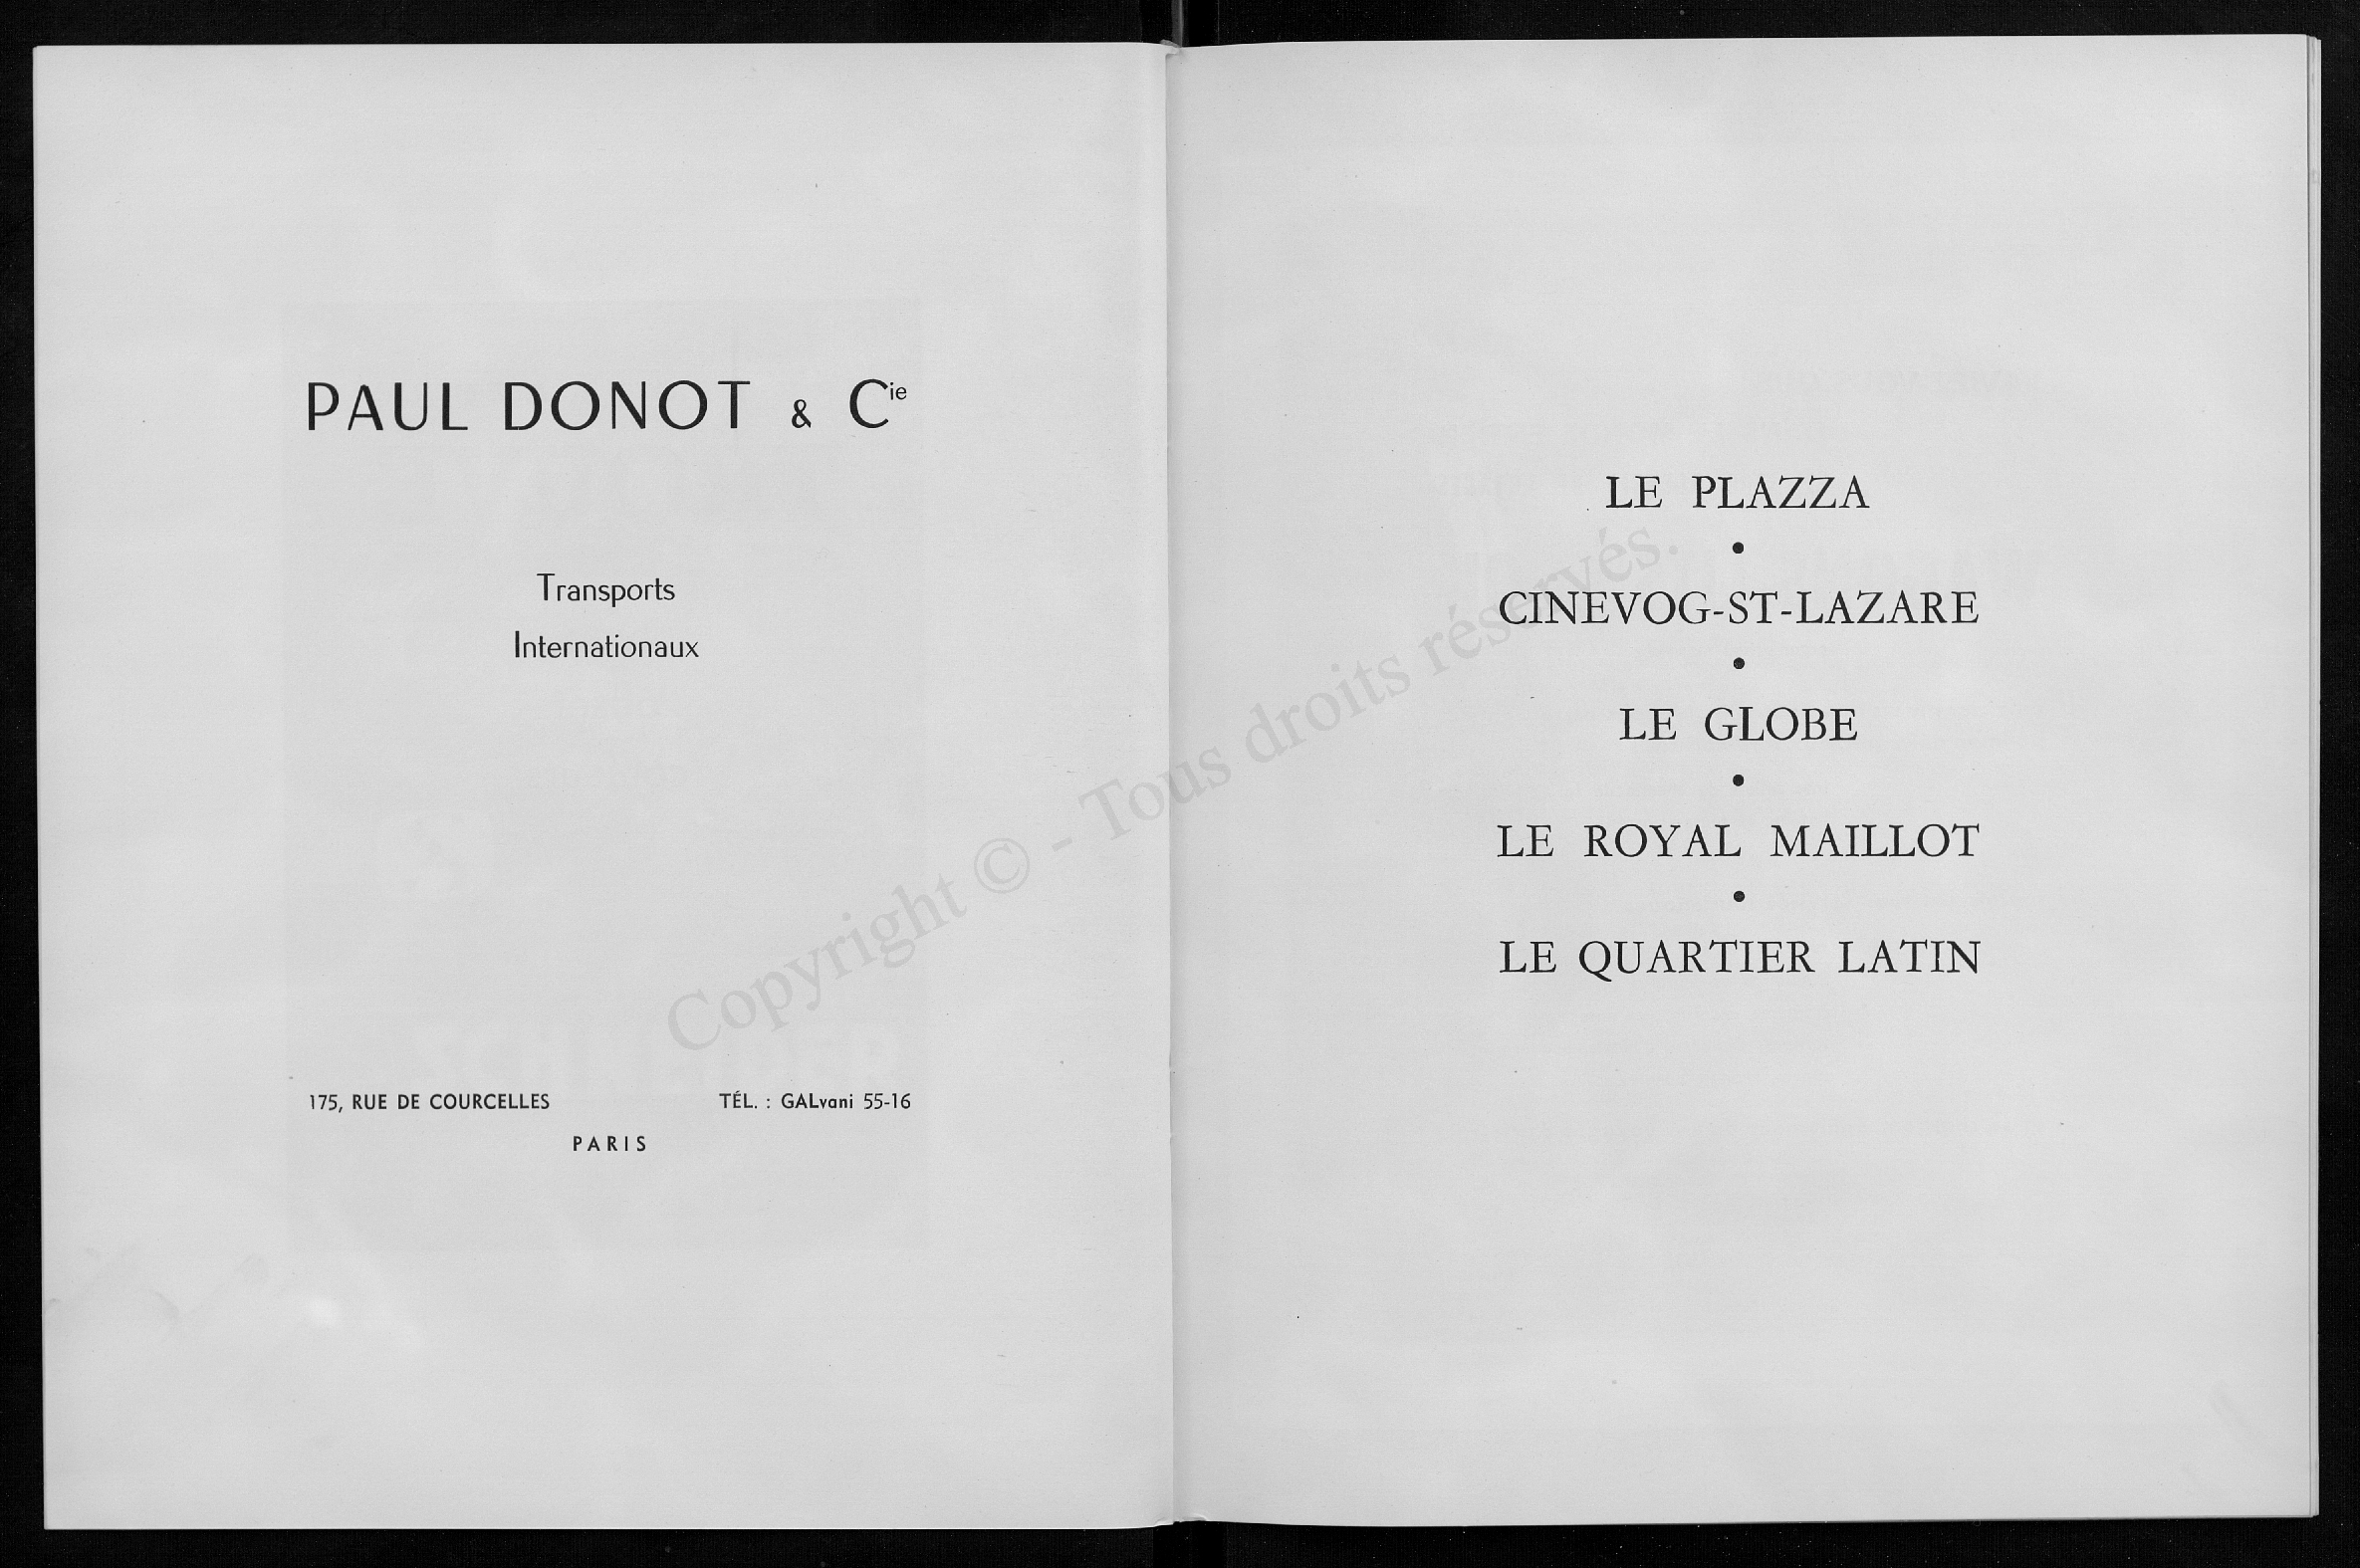 PAUL DONOT & Cie
Transports
Internationaux
175, RUE DE COURCELLES
TÉL. : GALvani 55-16
PARIS
LE PLAZZA
•
CINEVOG-ST-LAZARE
•
LE GLOBE
•
LE ROYAL MAILLOT
•
LE QUARTIER LATIN
Copyright © - Tous droits réservés.